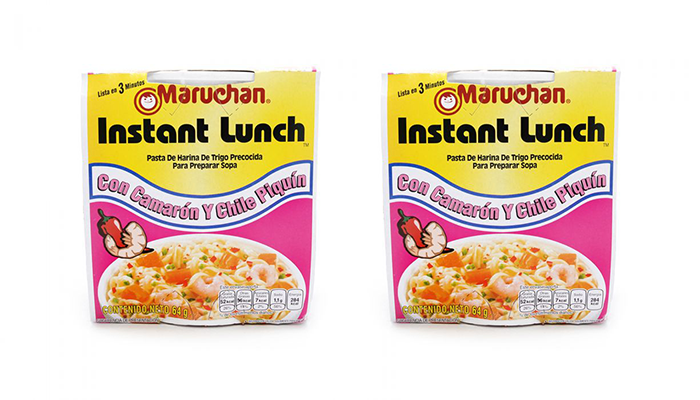 Lista en 3 Minutos
Maruchan®
Instant Lunch™
Pasta De Harina De Trigo Precocida
Para Preparar Sopa
Con Camarón Y Chile Piquín
CONTENIDO NETO 64 g
Lista en 3 Minutos
Maruchan®
Instant Lunch™
Pasta De Harina De Trigo Precocida
Para Preparar Sopa
Con Camarón Y Chile Piquín
CONTENIDO NETO 64 g